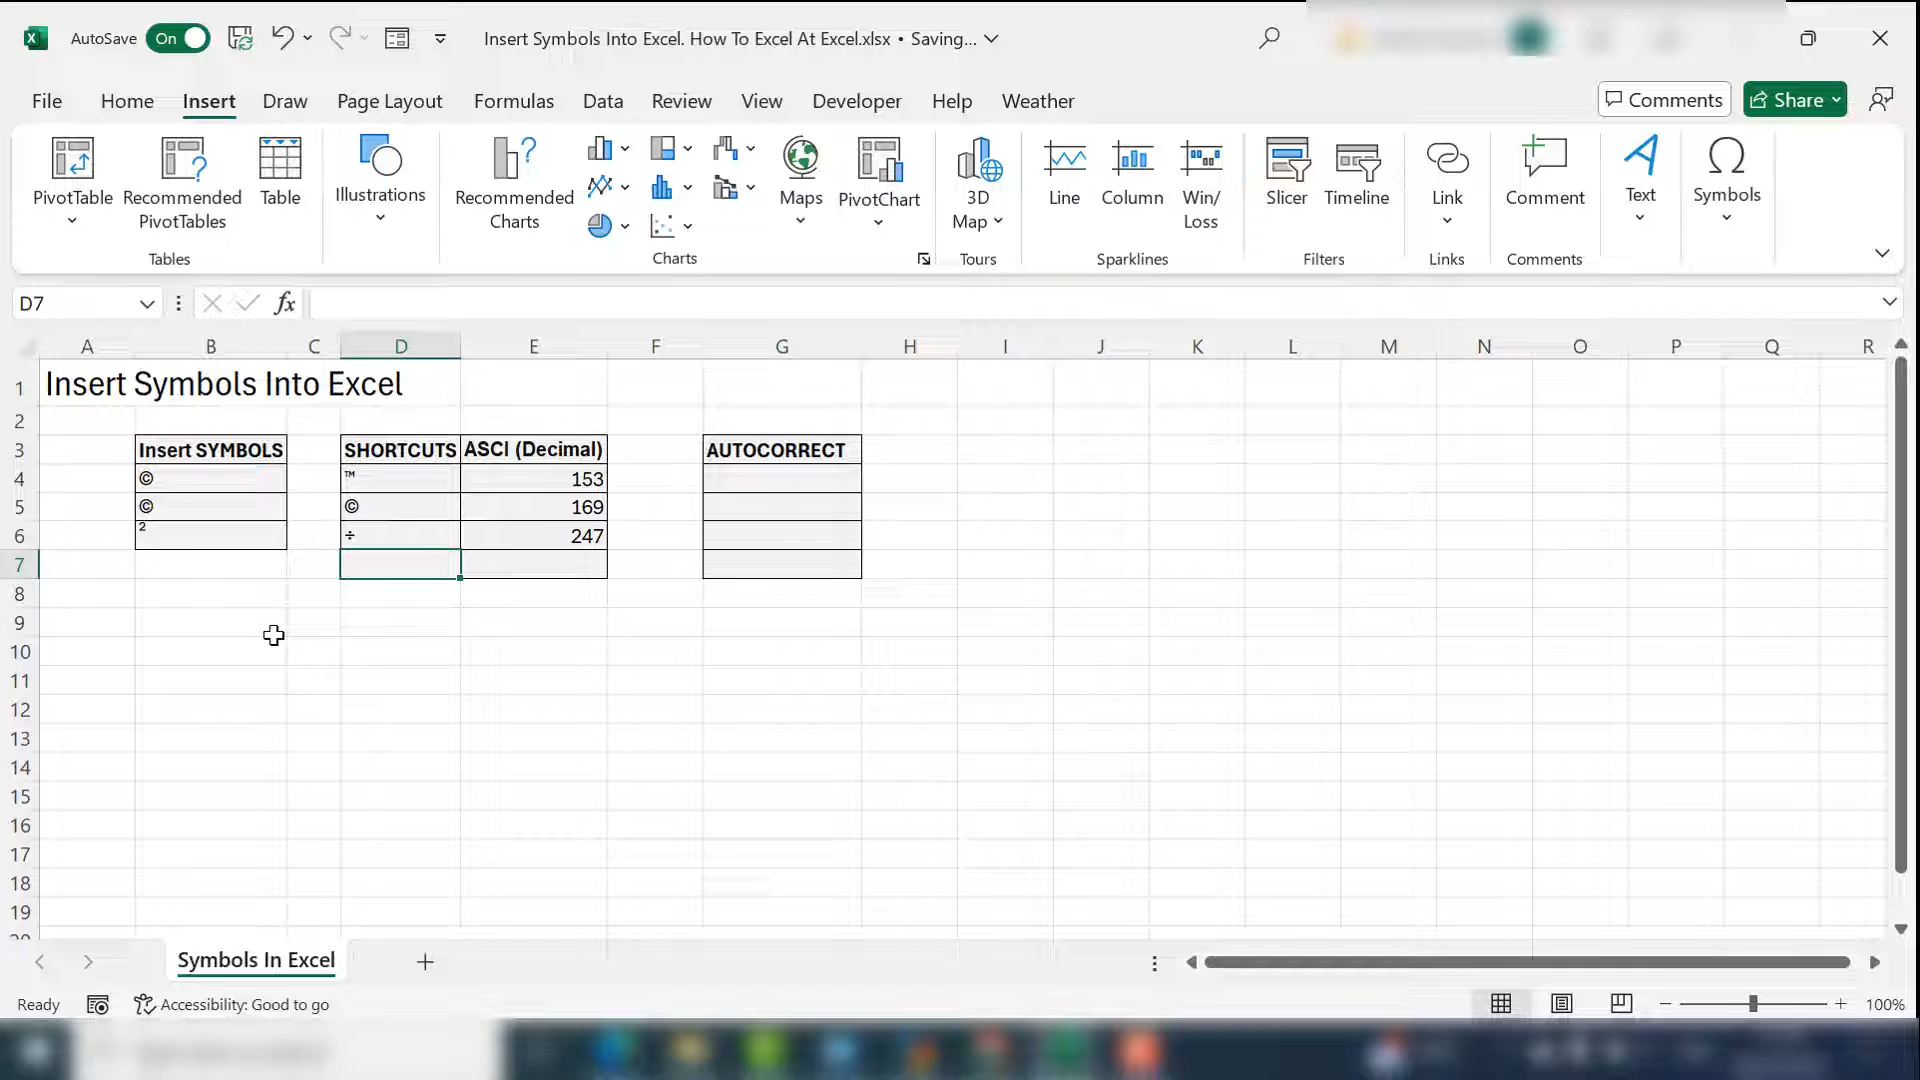 AutoSave On Insert Symbols Into Excel. How To Excel At Excel.xlsx • Saving...
File Home Insert Draw Page Layout Formulas Data Review View Developer Help Weather Comments Share
PivotTable Recommended PivotTables Table Illustrations Recommended Charts Maps PivotChart 3D Map Line Column Win/Loss Slicer Timeline Link Comment Text Symbols
Tables Charts Tours Sparklines Filters Links Comments
D7 fx
A B C D E F G H I J K L M N O P Q R
1 Insert Symbols Into Excel
2
3 Insert SYMBOLS SHORTCUTS ASCI (Decimal) AUTOCORRECT
4 © ™ 153
5 © © 169
6 ² ÷ 247
7
8
9
10
11
12
13
14
15
16
17
18
19
Symbols In Excel
Ready Accessibility: Good to go 100%